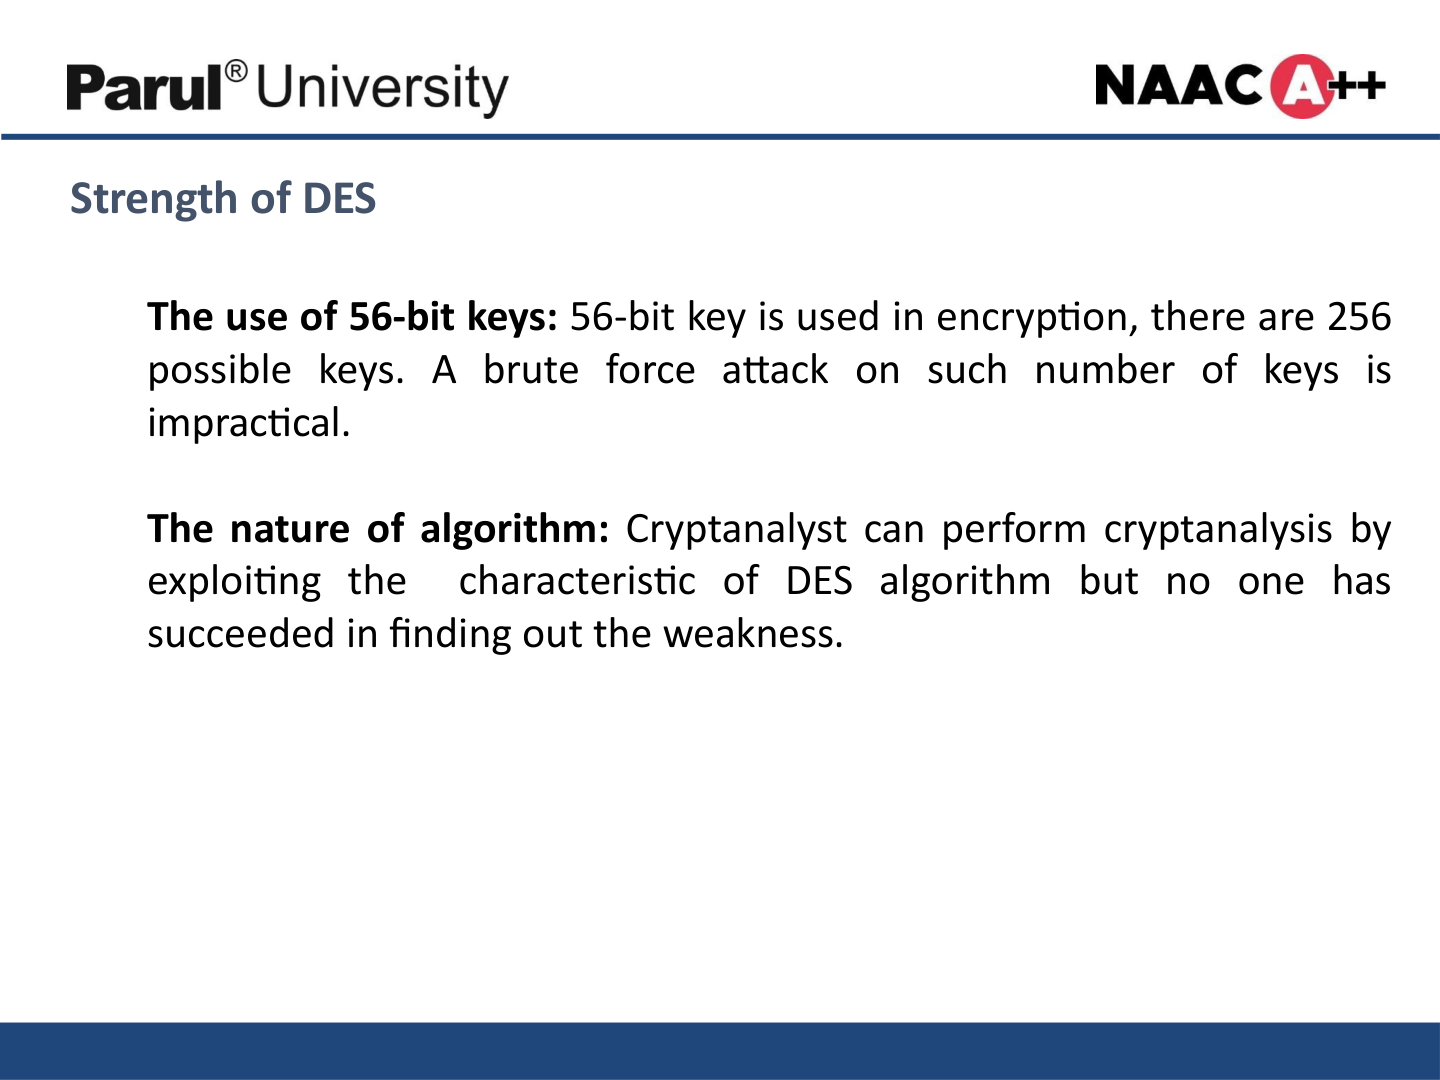 Parul® University
NAAC A++
Strength of DES
The use of 56-bit keys: 56-bit key is used in encryption, there are 256
possible keys. A brute force attack on such number of keys is
impractical.
The nature of algorithm: Cryptanalyst can perform cryptanalysis by
exploiting the characteristic of DES algorithm but no one has
succeeded in finding out the weakness.